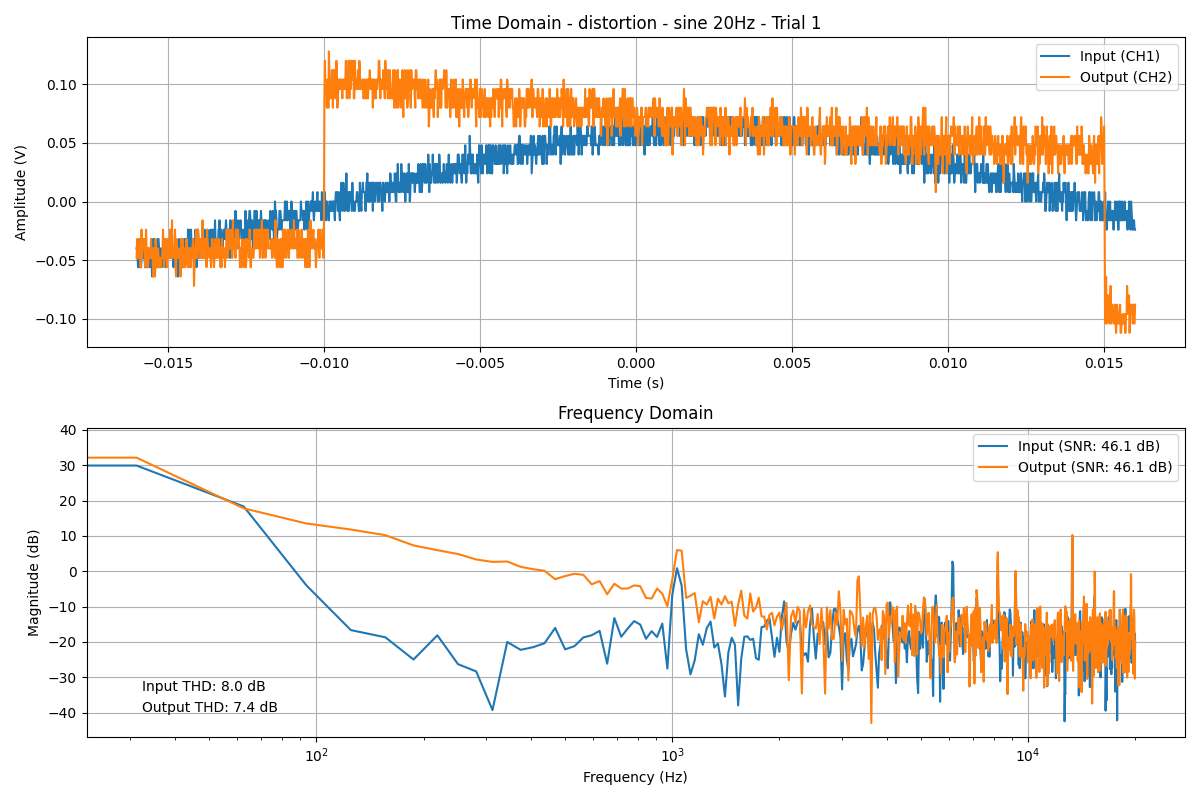 Time Domain - distortion - sine 20Hz - Trial 1
Input (CH1)
Output (CH2)
Amplitude (V)
0.10
0.05
0.00
−0.05
−0.10
−0.015
−0.010
−0.005
0.000
0.005
0.010
0.015
Time (s)
Frequency Domain
Input (SNR: 46.1 dB)
Output (SNR: 46.1 dB)
Magnitude (dB)
40
30
20
10
0
−10
−20
−30
−40
Input THD: 8.0 dB
Output THD: 7.4 dB
10²
10³
10⁴
Frequency (Hz)